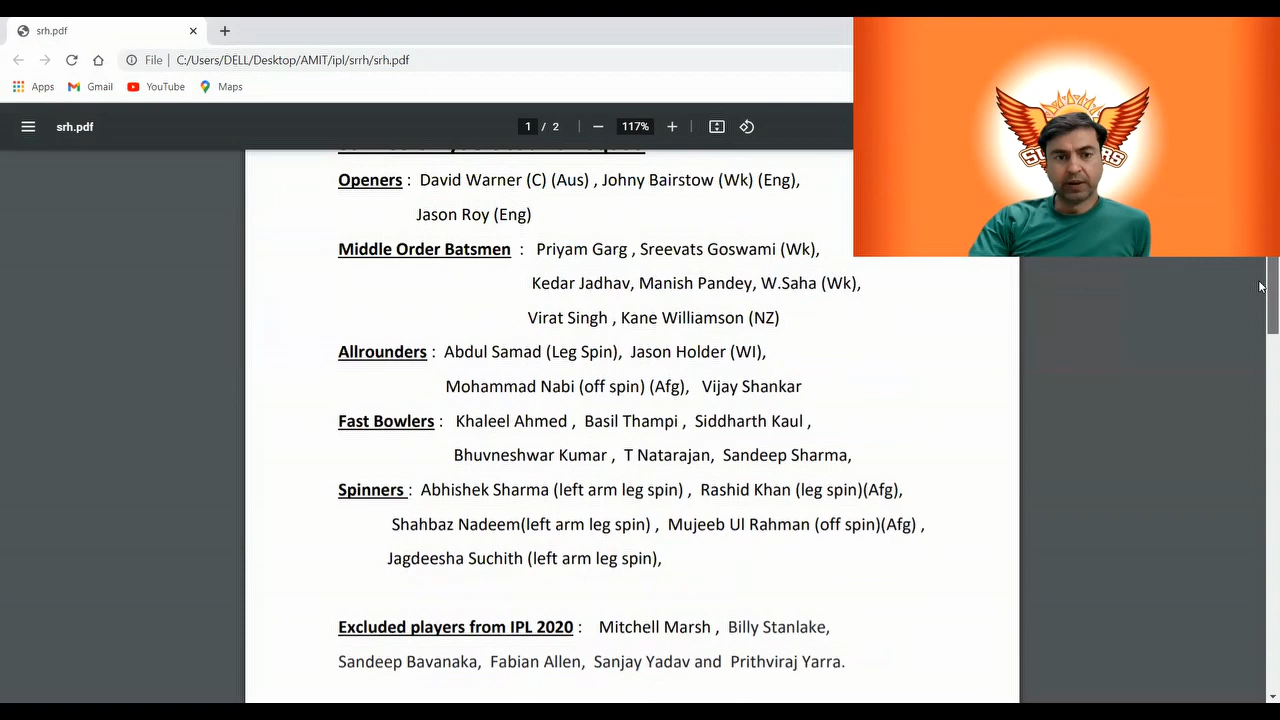 srh.pdf
File
C:/Users/DELL/Desktop/AMIT/ipl/srrh/srh.pdf
Apps Gmail YouTube Maps
srh.pdf 1 / 2 117%
Openers : David Warner (C) (Aus) , Johny Bairstow (Wk) (Eng),
Jason Roy (Eng)
Middle Order Batsmen : Priyam Garg , Sreevats Goswami (Wk),
Kedar Jadhav, Manish Pandey, W.Saha (Wk),
Virat Singh , Kane Williamson (NZ)
Allrounders : Abdul Samad (Leg Spin), Jason Holder (WI),
Mohammad Nabi (off spin) (Afg), Vijay Shankar
Fast Bowlers : Khaleel Ahmed , Basil Thampi , Siddharth Kaul ,
Bhuvneshwar Kumar , T Natarajan, Sandeep Sharma,
Spinners : Abhishek Sharma (left arm leg spin) , Rashid Khan (leg spin)(Afg),
Shahbaz Nadeem(left arm leg spin) , Mujeeb Ul Rahman (off spin)(Afg) ,
Jagdeesha Suchith (left arm leg spin),
Excluded players from IPL 2020 : Mitchell Marsh , Billy Stanlake,
Sandeep Bavanaka, Fabian Allen, Sanjay Yadav and Prithviraj Yarra.